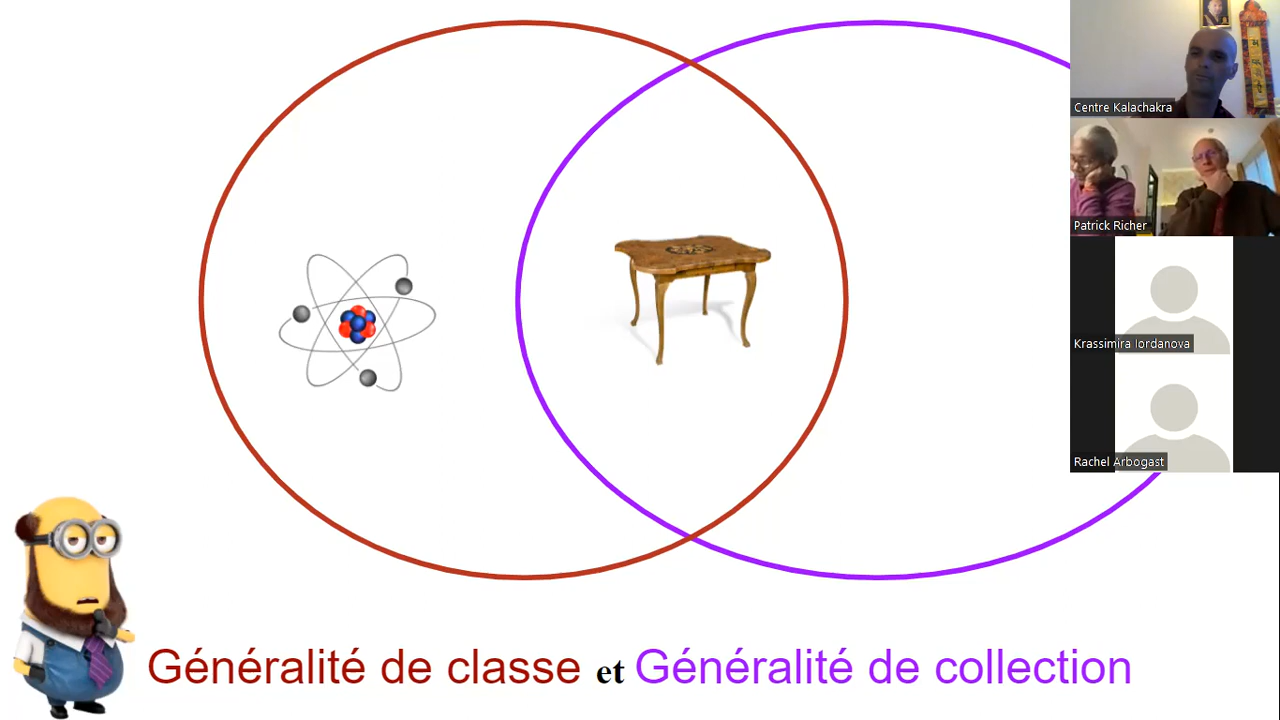 Centre Kalachakra
Patrick Richer
Krassimira Iordanova
Rachel Arbogast
Généralité de classe et Généralité de collection